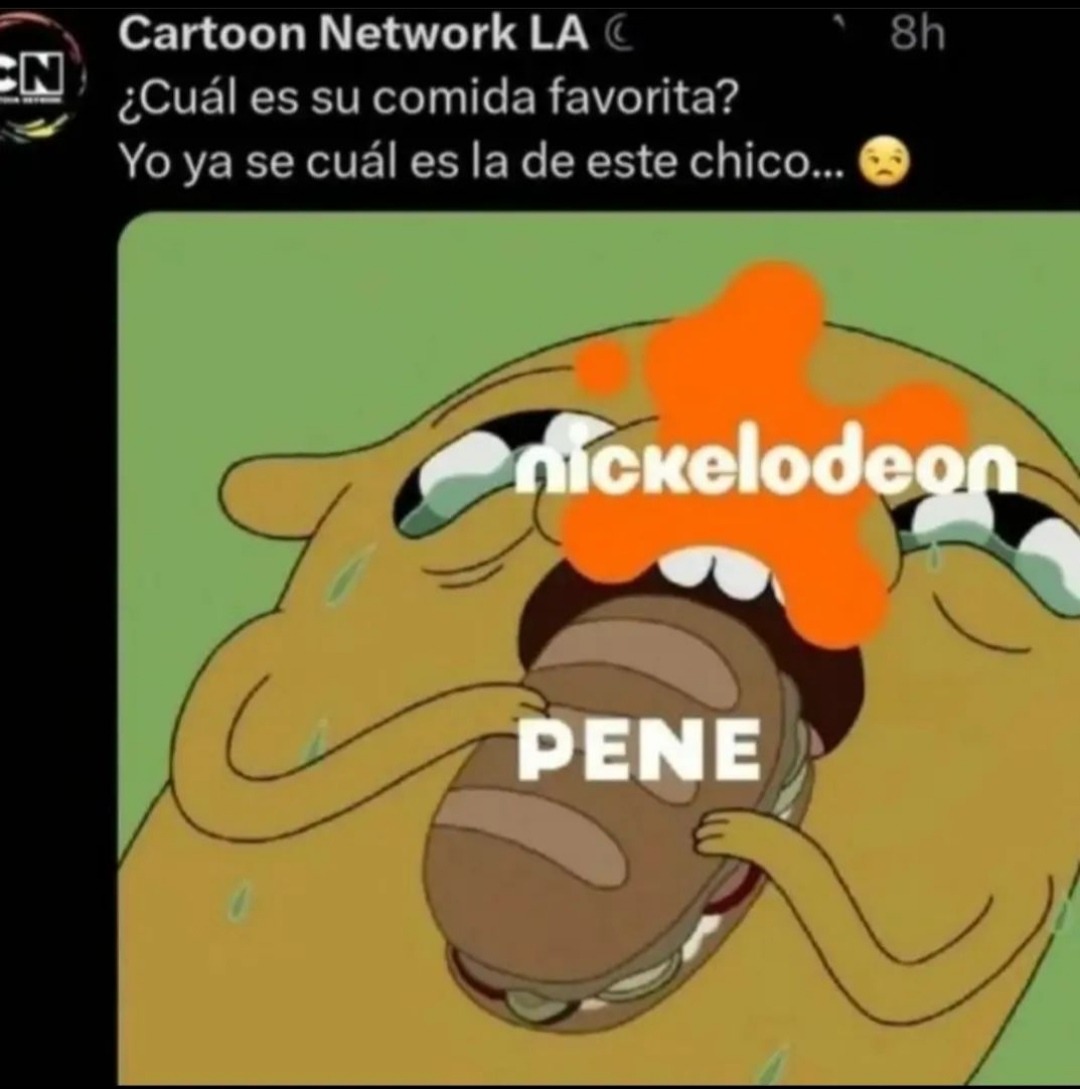 Cartoon Network LA 8h
CN
¿Cuál es su comida favorita?
Yo ya se cuál es la de este chico...
nickelodeon
PENE